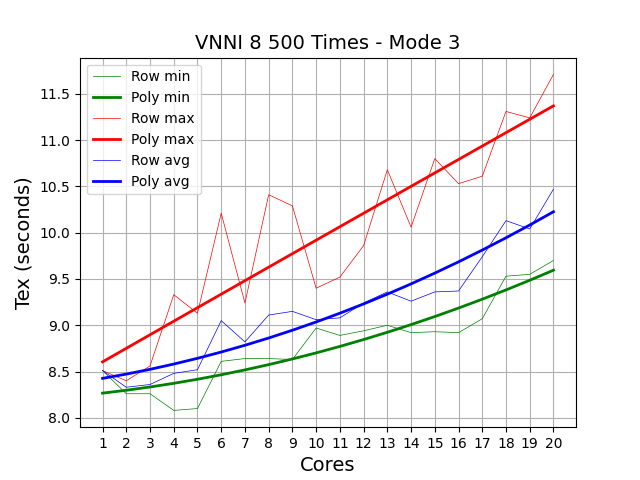 VNNI 8 500 Times - Mode 3
Row min
Poly min
Row max
Poly max
Row avg
Poly avg
Tex (seconds)
11.5
11.0
10.5
10.0
9.5
9.0
8.5
8.0
1 2 3 4 5 6 7 8 9 10 11 12 13 14 15 16 17 18 19 20
Cores